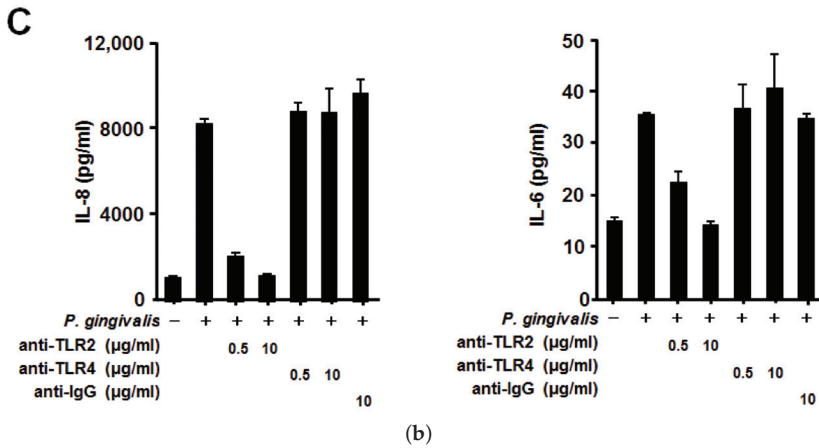 C
IL-8 (pg/ml)
12,000
8000
4000
0
P. gingivalis − + + + + + +
anti-TLR2 (µg/ml) 0.5 10
anti-TLR4 (µg/ml) 0.5 10
anti-IgG (µg/ml) 10
IL-6 (pg/ml)
50
40
30
20
10
0
P. gingivalis − + + + + + +
anti-TLR2 (µg/ml) 0.5 10
anti-TLR4 (µg/ml) 0.5 10
anti-IgG (µg/ml) 10
(b)